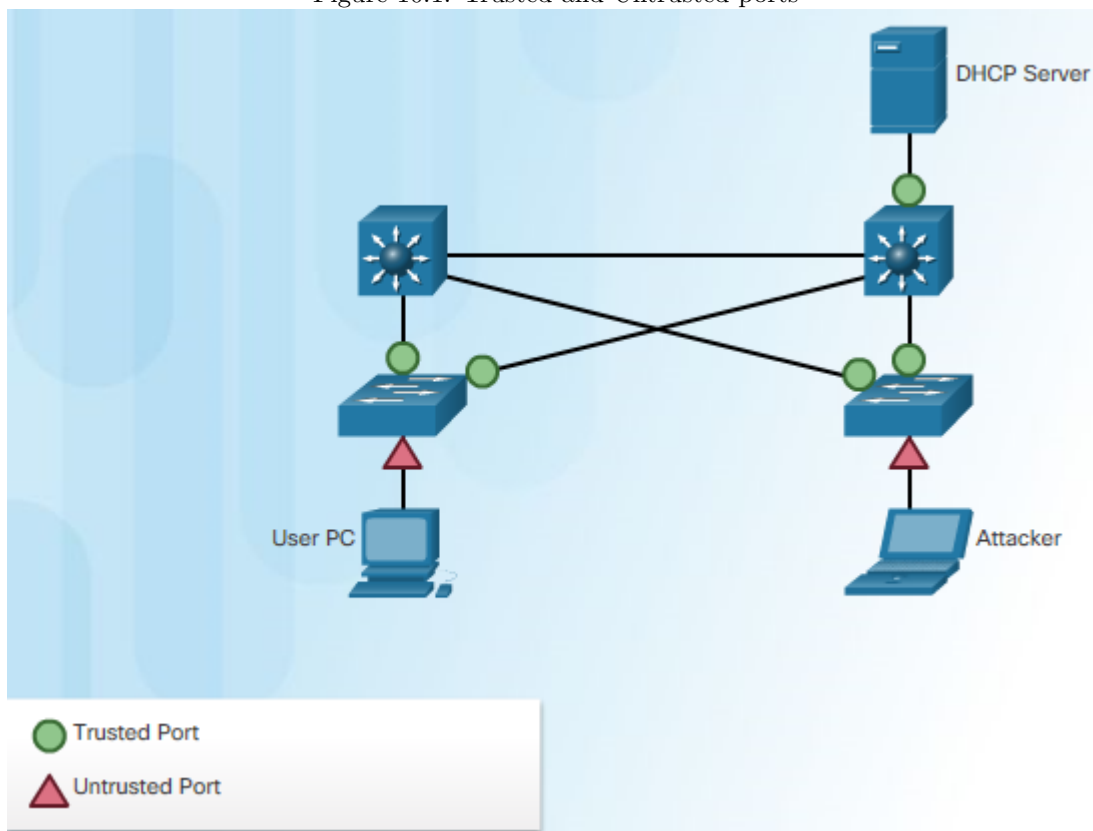 Figure 10.1: Trusted and Untrusted ports
DHCP Server
User PC
Attacker
Trusted Port
Untrusted Port